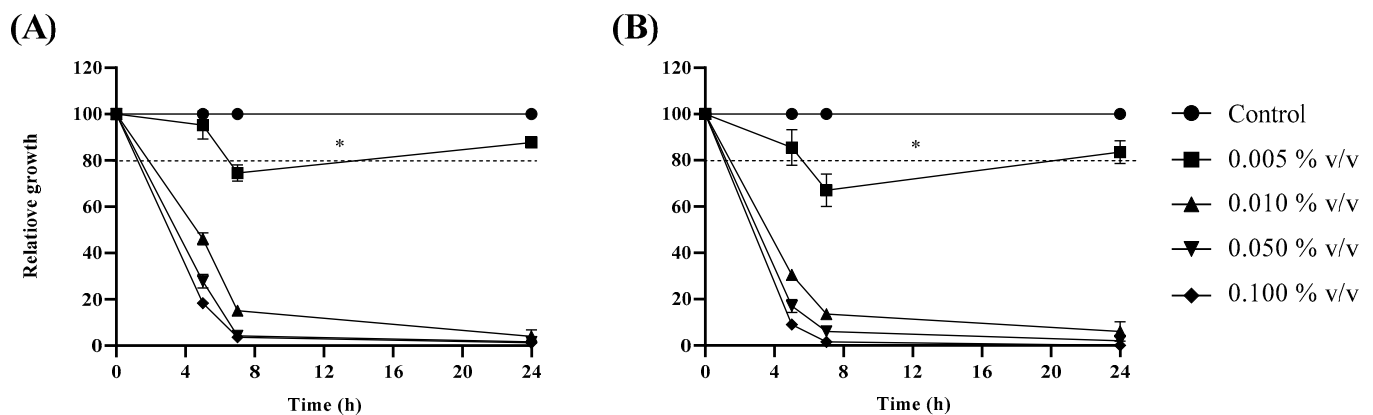 (A)
(B)
120
100
80
60
40
20
0
Relatiove growth
*
0 4 8 12 16 20 24
Time (h)
120
100
80
60
40
20
0
*
0 4 8 12 16 20 24
Time (h)
Control
0.005 % v/v
0.010 % v/v
0.050 % v/v
0.100 % v/v